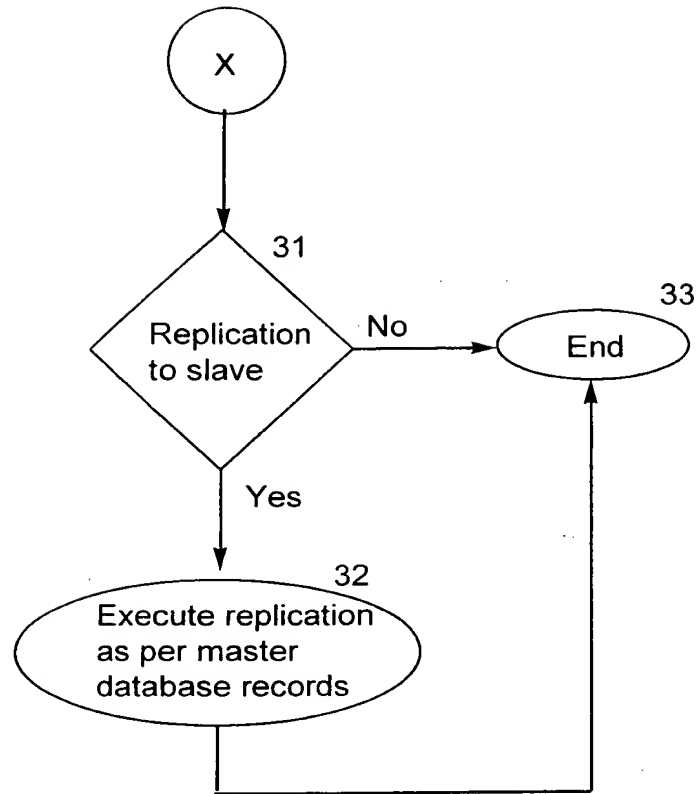 X
31
Replication
to slave
No
33
End
Yes
32
Execute replication
as per master
database records